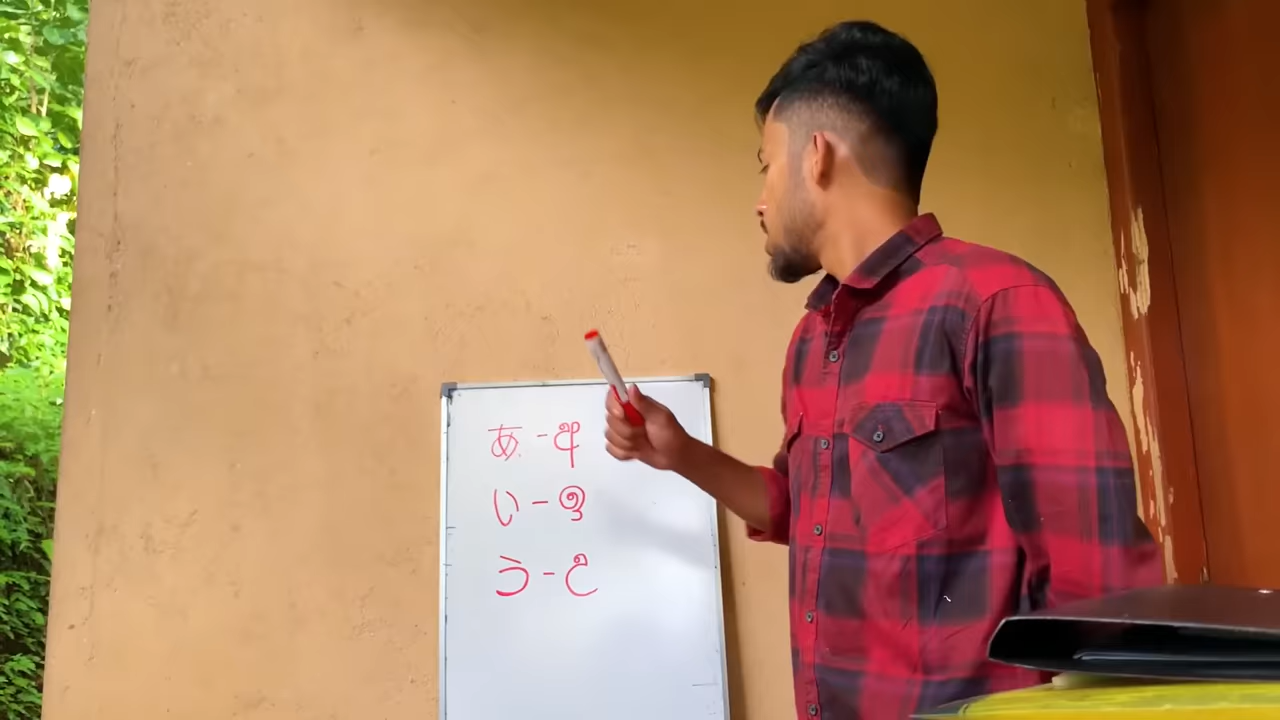 あ - අ
い - ඉ
う - උ